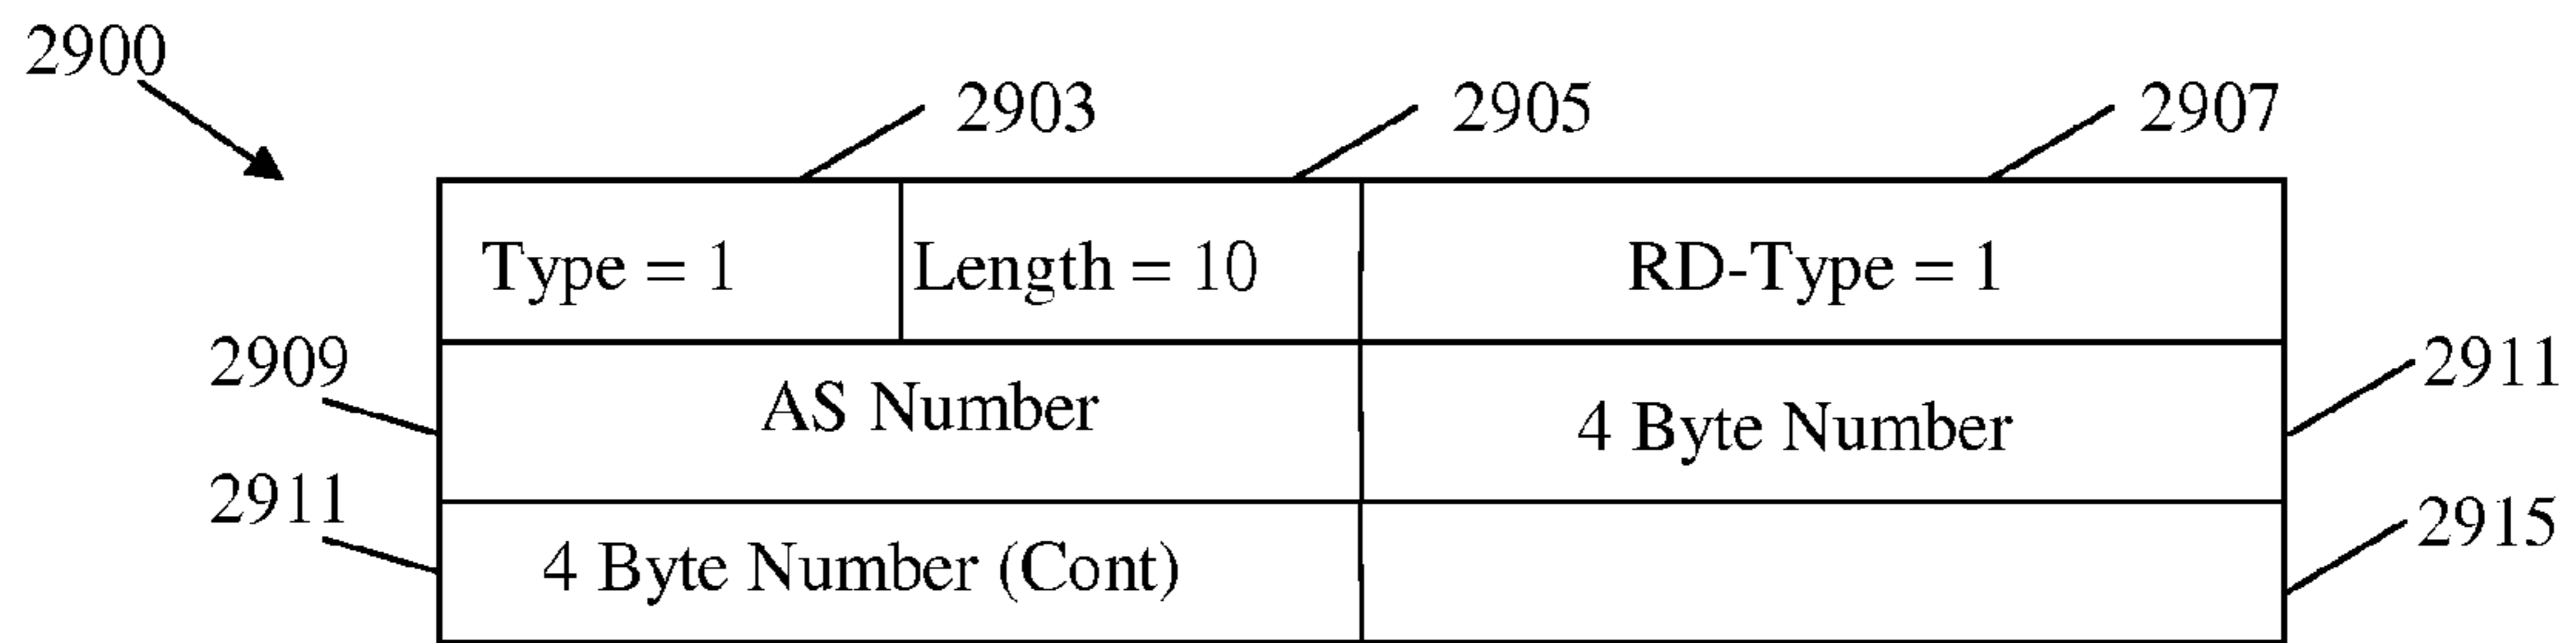 2900
2903 2905 2907
Type = 1 Length = 10 RD-Type = 1
2909 AS Number 4 Byte Number 2911
2911 4 Byte Number (Cont) 2915